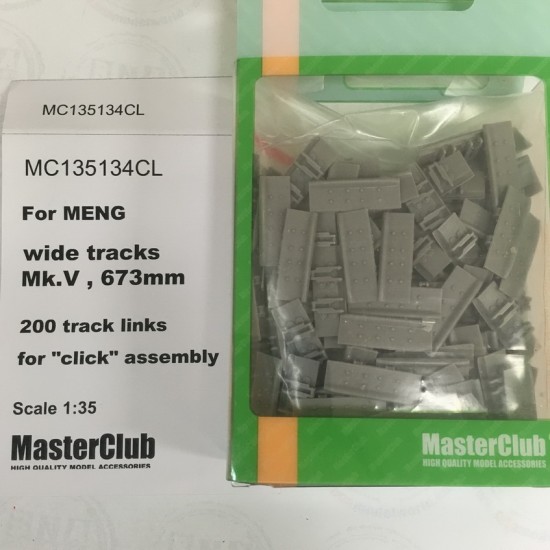 MC135134CL
MC135134CL
For MENG
wide tracks
Mk.V , 673mm
200 track links
for "click" assembly
Scale 1:35
MasterClub
HIGH QUALITY MODEL ACCESSORIES
MasterClub
HIGH QUALITY MODEL ACCESSORIES